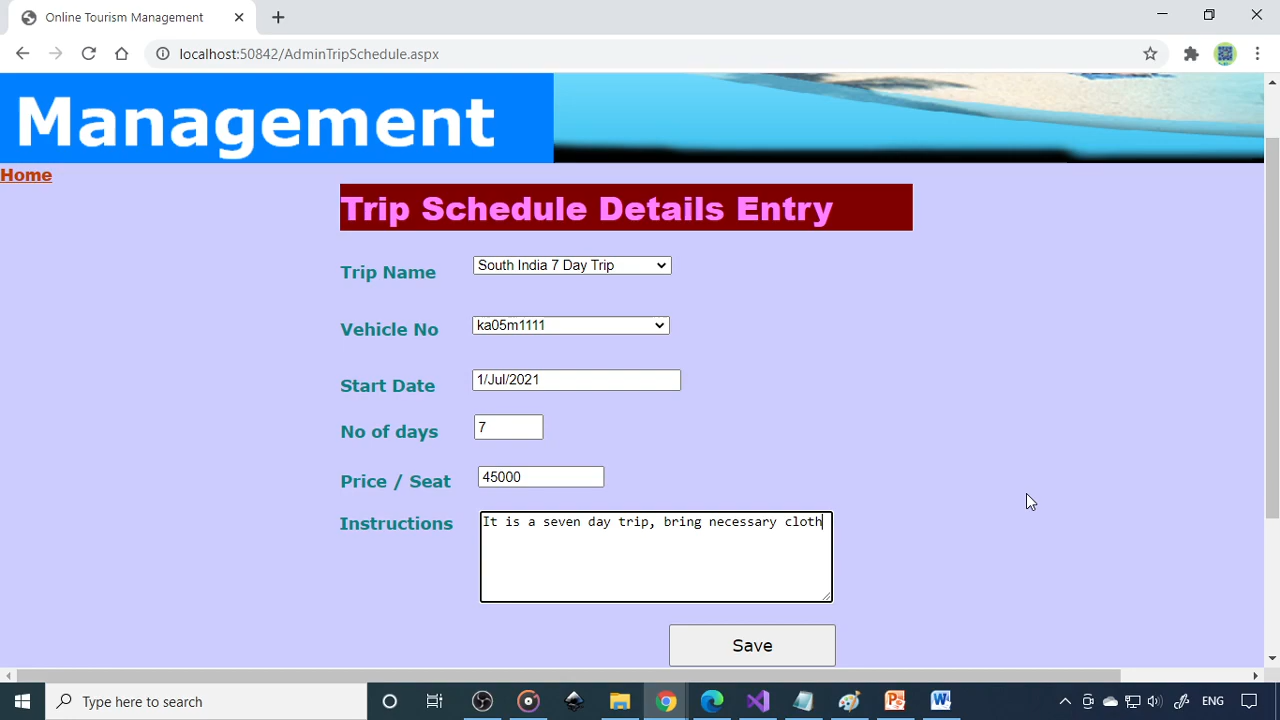 Online Tourism Management
localhost:50842/AdminTripSchedule.aspx
Management
Home
Trip Schedule Details Entry
Trip Name
South India 7 Day Trip
Vehicle No
ka05m1111
Start Date
1/Jul/2021
No of days
7
Price / Seat
45000
Instructions
It is a seven day trip, bring necessary cloth
Save
Type here to search
ENG